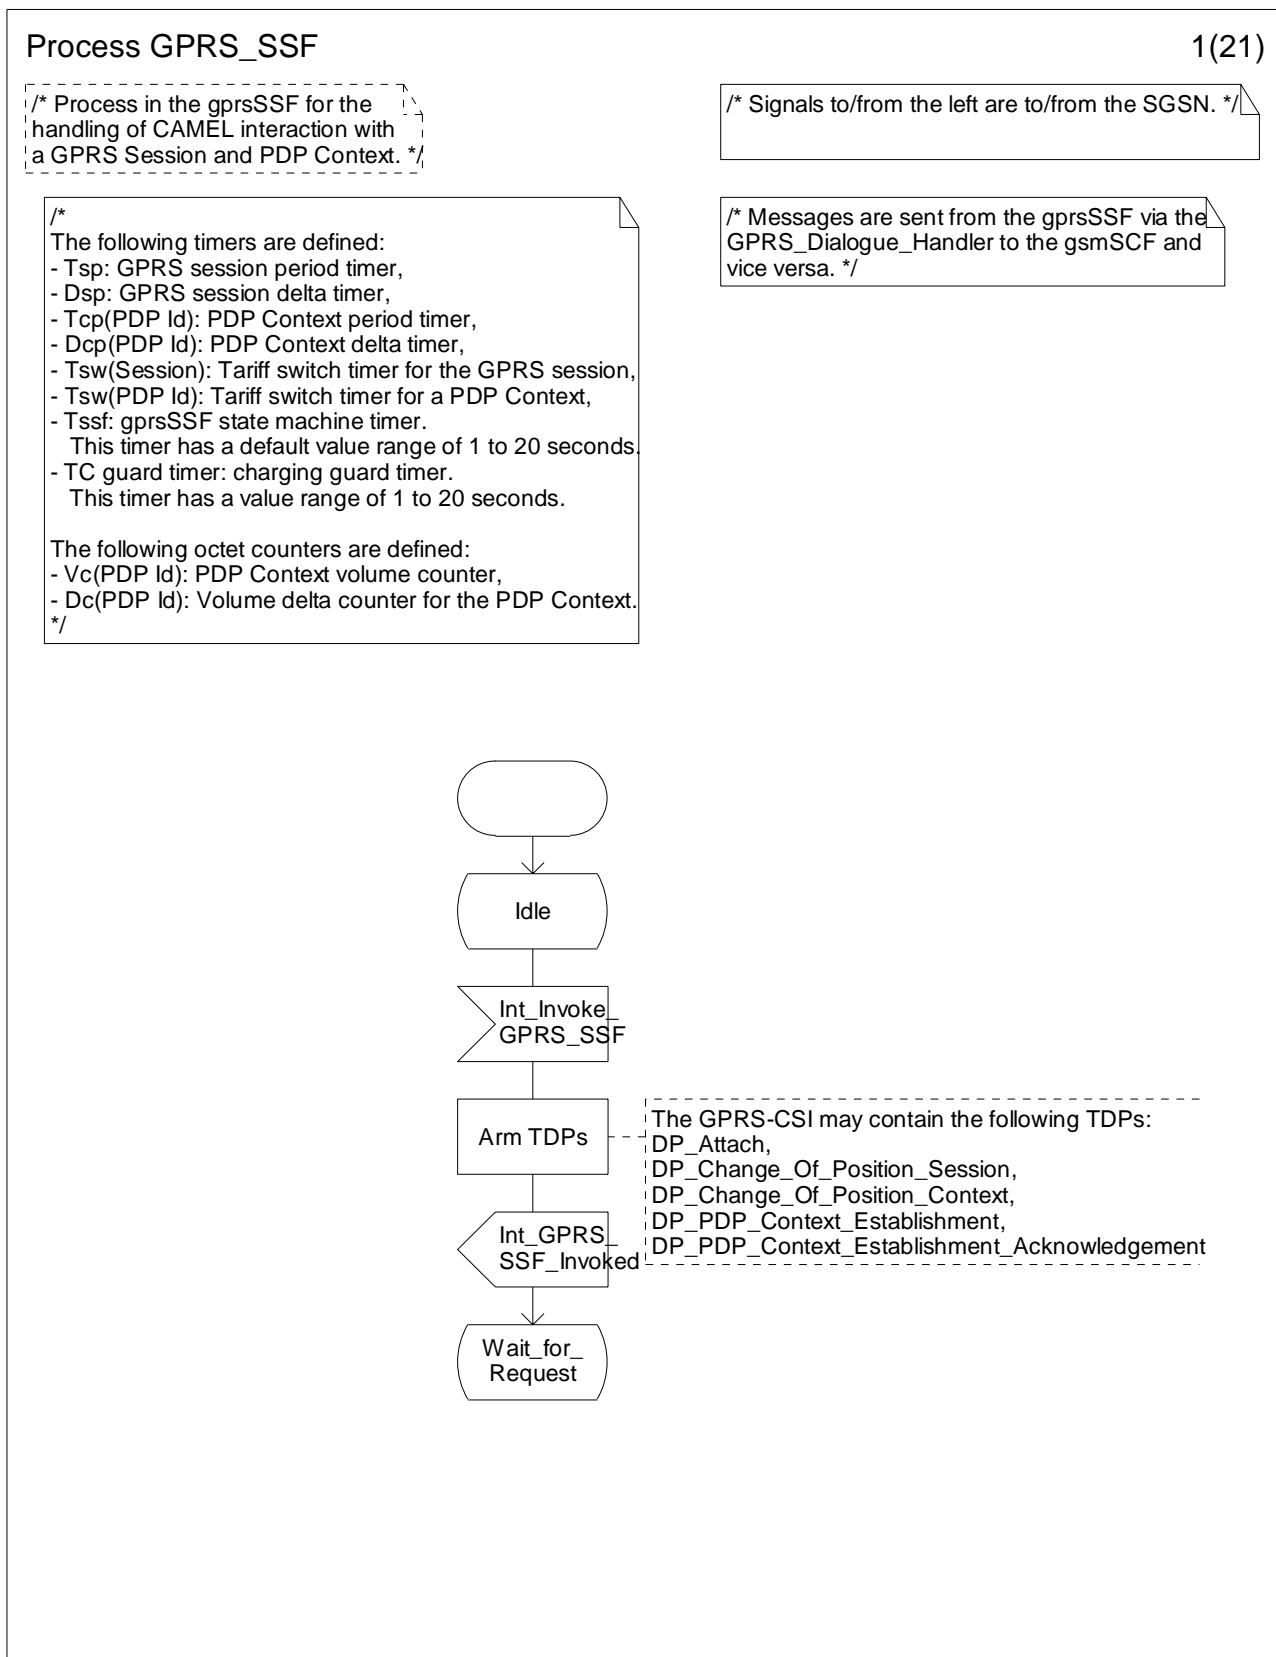 Process GPRS_SSF
1(21)
/* Process in the gprsSSF for the
handling of CAMEL interaction with
a GPRS Session and PDP Context. */
/* Signals to/from the left are to/from the SGSN. */
/*
The following timers are defined:
- Tsp: GPRS session period timer,
- Dsp: GPRS session delta timer,
- Tcp(PDP Id): PDP Context period timer,
- Dcp(PDP Id): PDP Context delta timer,
- Tsw(Session): Tariff switch timer for the GPRS session,
- Tsw(PDP Id): Tariff switch timer for a PDP Context,
- Tssf: gprsSSF state machine timer.
This timer has a default value range of 1 to 20 seconds.
- TC guard timer: charging guard timer.
This timer has a value range of 1 to 20 seconds.
The following octet counters are defined:
- Vc(PDP Id): PDP Context volume counter,
- Dc(PDP Id): Volume delta counter for the PDP Context.
*/
/* Messages are sent from the gprsSSF via the
GPRS_Dialogue_Handler to the gsmSCF and
vice versa. */
Idle
Int_Invoke_
GPRS_SSF
Arm TDPs
The GPRS-CSI may contain the following TDPs:
DP_Attach,
DP_Change_Of_Position_Session,
DP_Change_Of_Position_Context,
DP_PDP_Context_Establishment,
DP_PDP_Context_Establishment_Acknowledgement
Int_GPRS_
SSF_Invoked
Wait_for_
Request